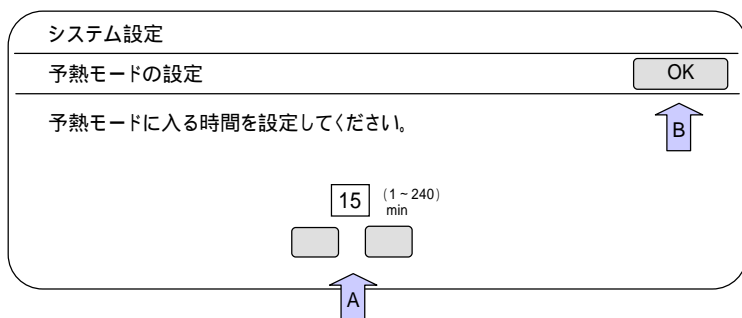 システム設定
予熱モードの設定
OK
予熱モードに入る時間を設定してください。
B
15 (1~240)
min
A